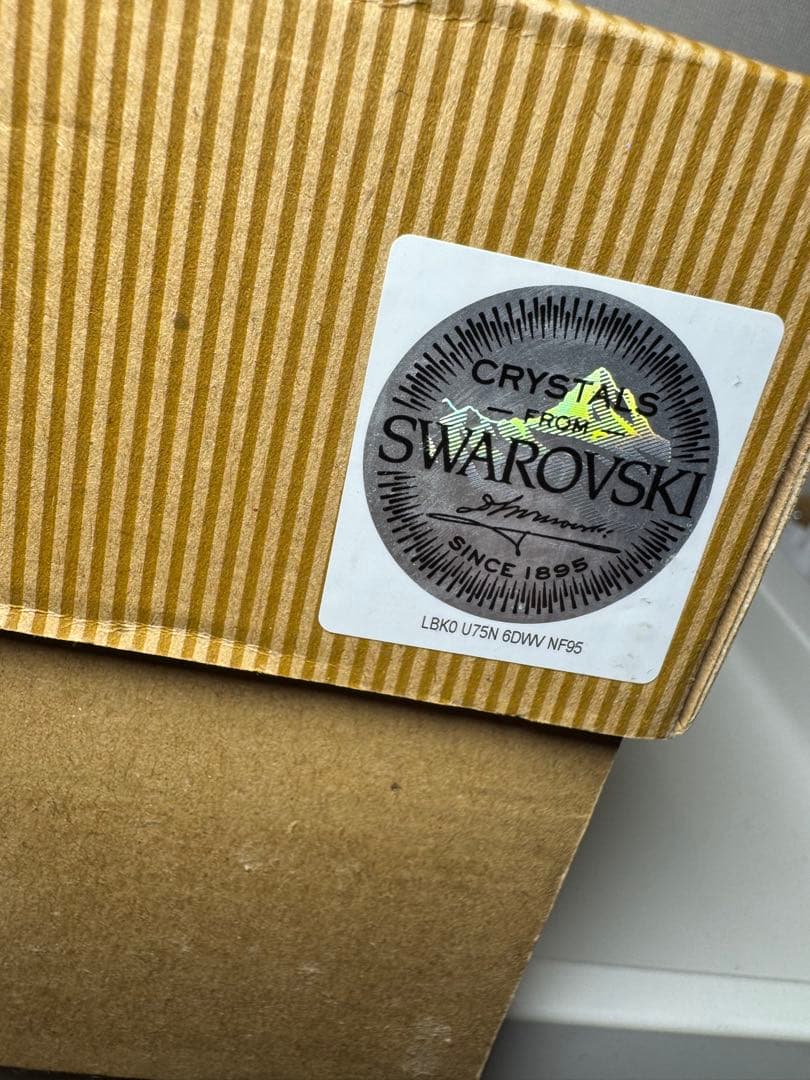 CRYSTALS
FROM
SWAROVSKI
SINCE 1895
LBK0 U75N 6DWV NF95